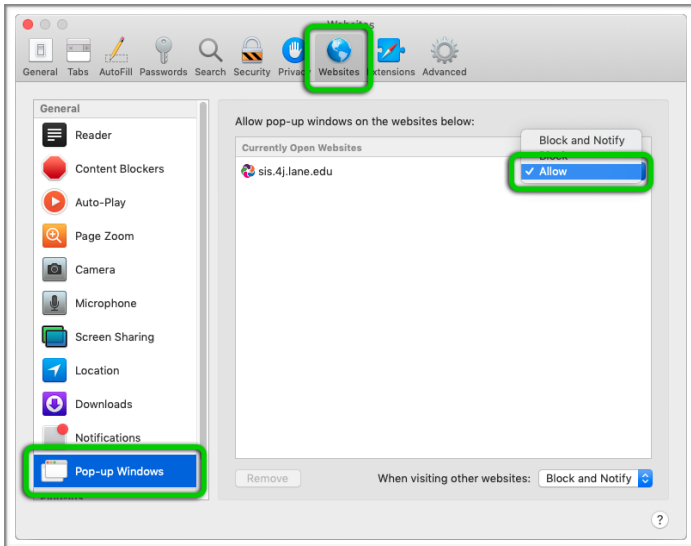 Websites
General Tabs AutoFill Passwords Search Security Privacy Websites Extensions Advanced
General
Reader
Content Blockers
Auto-Play
Page Zoom
Camera
Microphone
Screen Sharing
Location
Downloads
Notifications
Pop-up Windows
Allow pop-up windows on the websites below:
Currently Open Websites
sis.4j.lane.edu
Block and Notify
Block
✓ Allow
Remove
When visiting other websites: Block and Notify
?